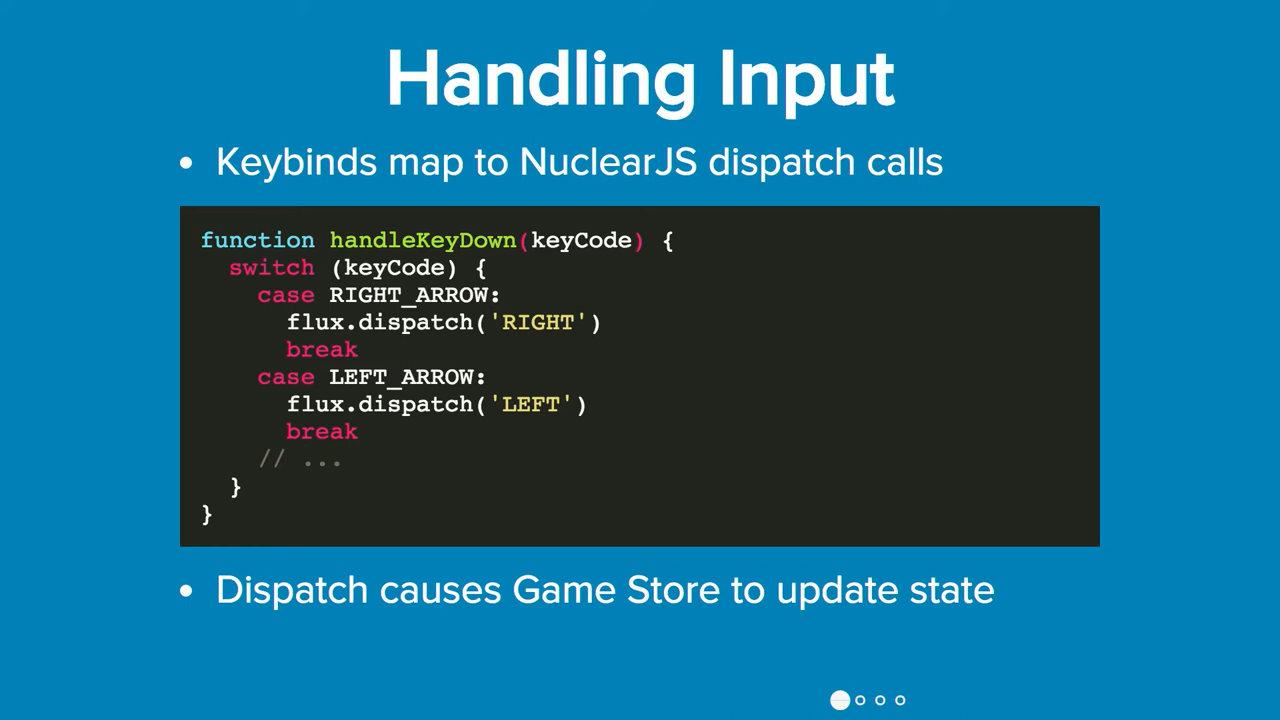 Handling Input
• Keybinds map to NuclearJS dispatch calls
function handleKeyDown(keyCode) {
  switch (keyCode) {
    case RIGHT_ARROW:
      flux.dispatch('RIGHT')
      break
    case LEFT_ARROW:
      flux.dispatch('LEFT')
      break
    // ...
  }
}
• Dispatch causes Game Store to update state